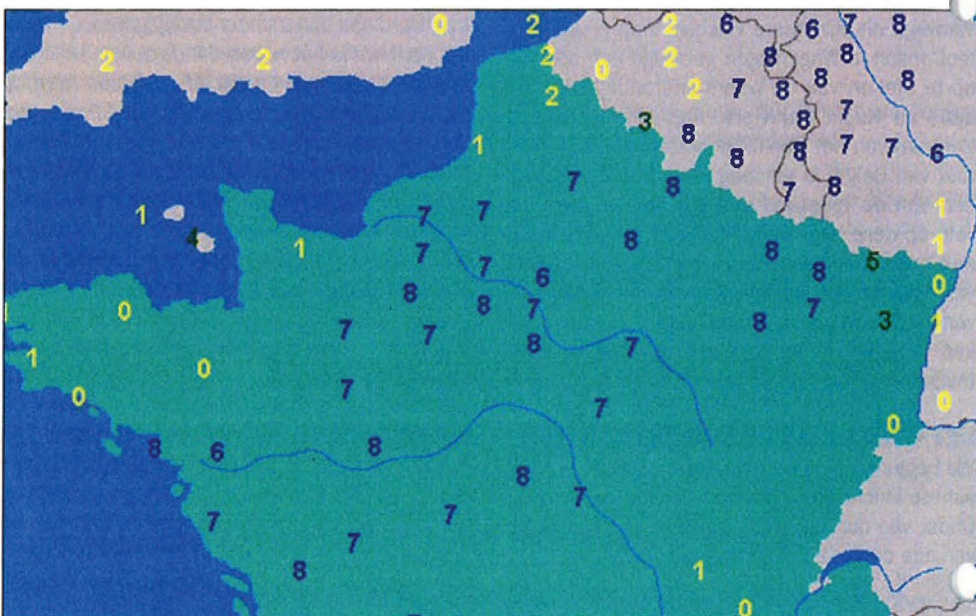 0 2 2 6 6 7 8
2 2 2 8 7
0 2 8 8
2 2 7 8
3 8 8 7
1 8 8 7 7 6
7 8 7 8
1 7 7 1
4 1 8 8 1
7 7 6 8 5 0
8 8 7 7 3
0 7 7 8 8 7 1
1 0 7
0 7 7 0
0
8 6 8
8 7
7 7
7
8 1
0